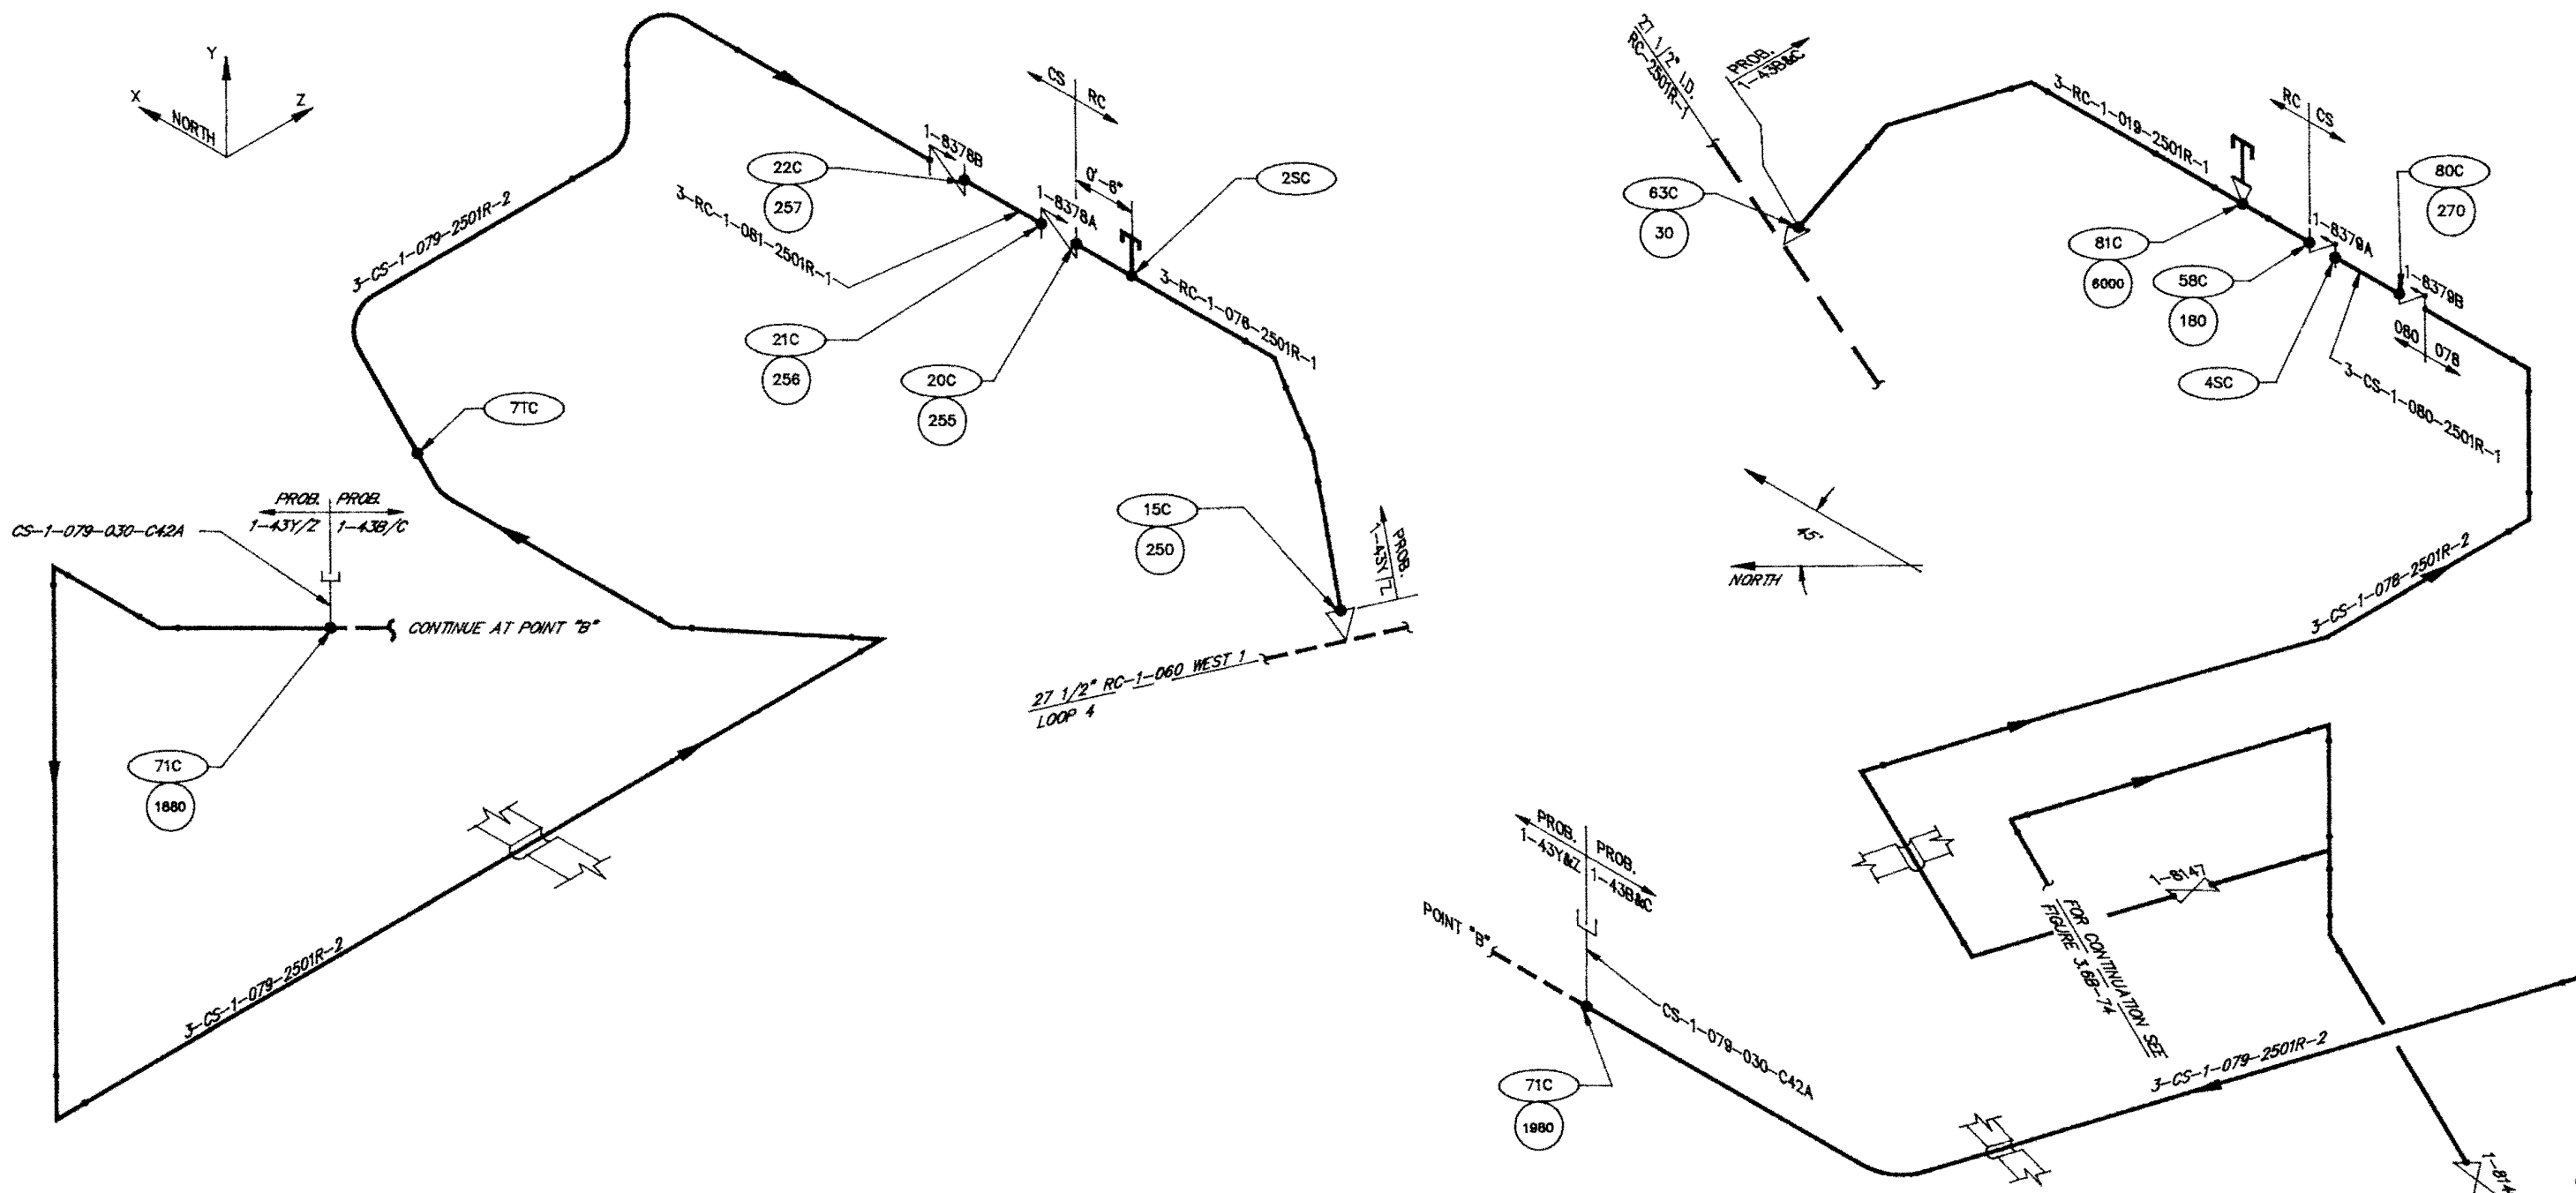 Y
X
Z
NORTH
3-CS-1-079-2501R-2
CS
RC
0'-6"
1-8378B
22C
257
3-RC-1-081-2501R-1
1-8378A
2SC
3-RC-1-078-2501R-1
21C
256
20C
255
7TC
PROB. PROB.
1-43Y/Z 1-43B/C
CS-1-079-030-C42A
CONTINUE AT POINT "B"
15C
250
PROB.
1-43Y/Z
27 1/2" RC-1-060 WEST 1
LOOP 4
71C
1880
3-CS-1-079-2501R-2
27 1/2" I.D.
RC-2501R-1
PROB.
1-43B&C
63C
30
3-RC-1-019-2501R-1
RC
CS
80C
270
81C
6000
1-8379A
58C
180
1-8379B
080
078
4SC
3-CS-1-080-2501R-1
45°
NORTH
3-CS-1-078-2501R-2
PROB.
1-43Y&Z
PROB.
1-43B&C
1-8147
FOR CONTINUATION SEE
FIGURE 3.6B-74
POINT "B"
CS-1-079-030-C42A
71C
1980
3-CS-1-079-2501R-2